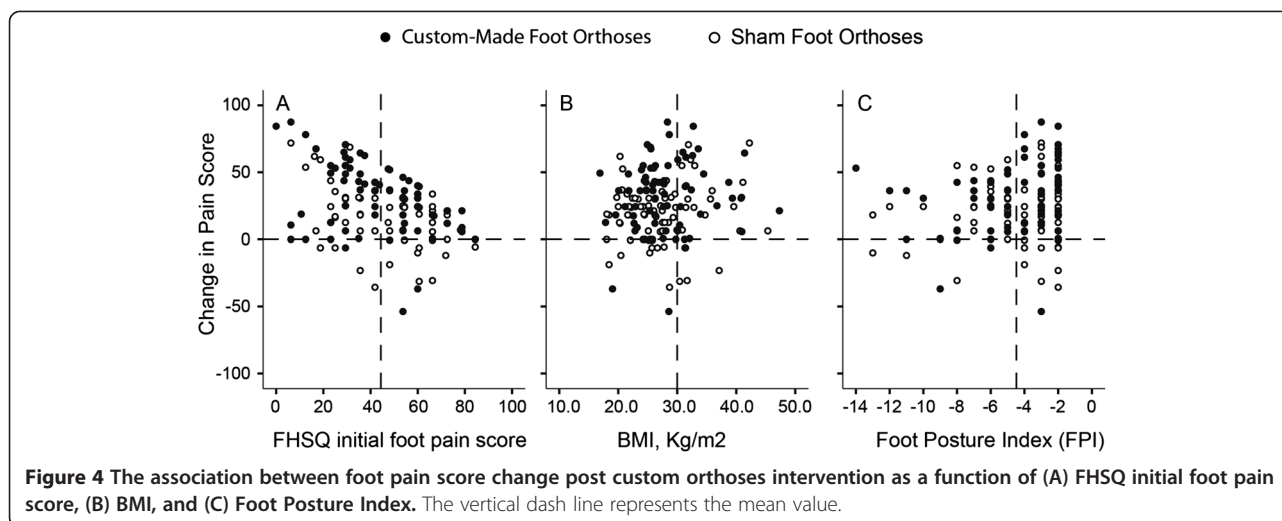 ● Custom-Made Foot Orthoses ○ Sham Foot Orthoses
A B C
Change in Pain Score
100
50
0
-50
-100
0 20 40 60 80 100
10.0 20.0 30.0 40.0 50.0
-14 -12 -10 -8 -6 -4 -2 0
FHSQ initial foot pain score BMI, Kg/m2 Foot Posture Index (FPI)
Figure 4 The association between foot pain score change post custom orthoses intervention as a function of (A) FHSQ initial foot pain
score, (B) BMI, and (C) Foot Posture Index. The vertical dash line represents the mean value.